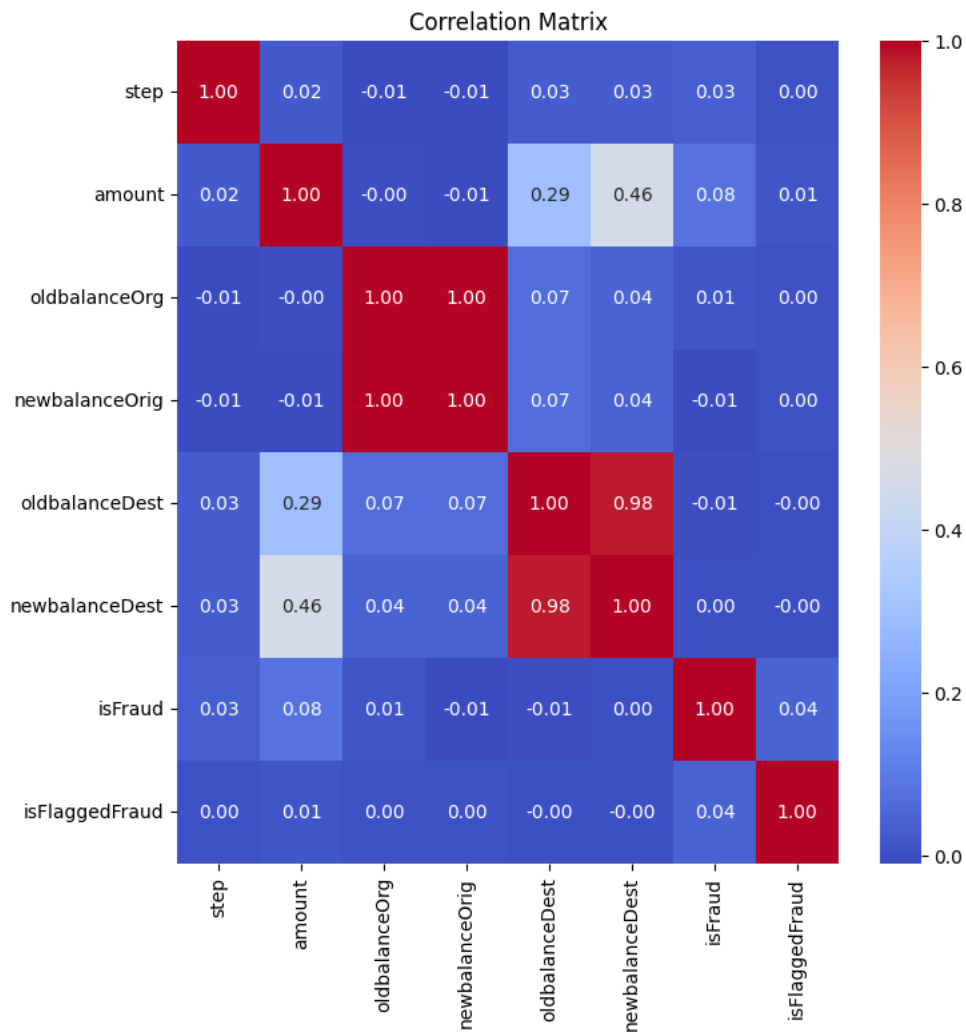 Correlation Matrix
step 1.00 0.02 -0.01 -0.01 0.03 0.03 0.03 0.00
amount 0.02 1.00 -0.00 -0.01 0.29 0.46 0.08 0.01
oldbalanceOrg -0.01 -0.00 1.00 1.00 0.07 0.04 0.01 0.00
newbalanceOrig -0.01 -0.01 1.00 1.00 0.07 0.04 -0.01 0.00
oldbalanceDest 0.03 0.29 0.07 0.07 1.00 0.98 -0.01 -0.00
newbalanceDest 0.03 0.46 0.04 0.04 0.98 1.00 0.00 -0.00
isFraud 0.03 0.08 0.01 -0.01 -0.01 0.00 1.00 0.04
isFlaggedFraud 0.00 0.01 0.00 0.00 -0.00 -0.00 0.04 1.00
step
amount
oldbalanceOrg
newbalanceOrig
oldbalanceDest
newbalanceDest
isFraud
isFlaggedFraud
1.0
0.8
0.6
0.4
0.2
0.0